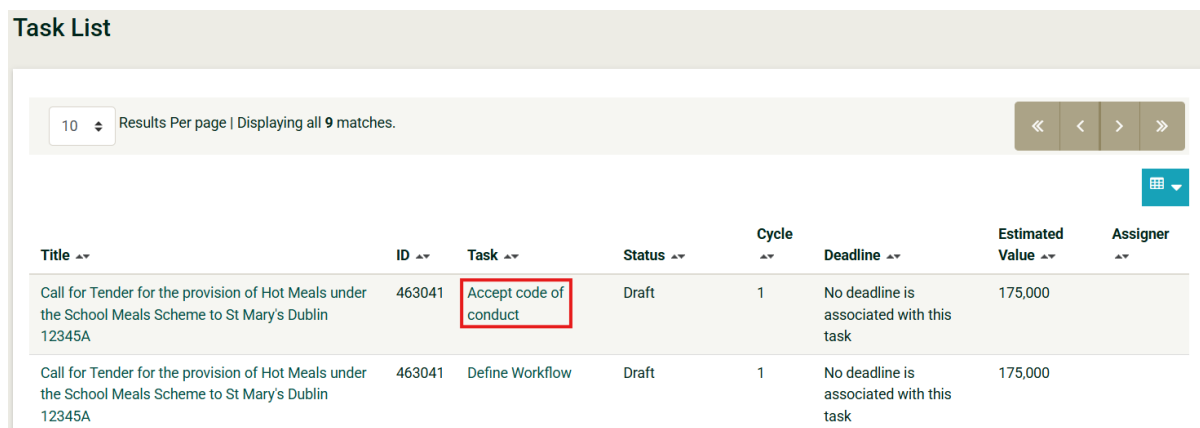 Task List
10 Results Per page | Displaying all 9 matches.
Title ID Task Status Cycle Deadline Estimated Value Assigner
Call for Tender for the provision of Hot Meals under 463041 Accept code of Draft 1 No deadline is 175,000
the School Meals Scheme to St Mary's Dublin conduct associated with this
12345A task
Call for Tender for the provision of Hot Meals under 463041 Define Workflow Draft 1 No deadline is 175,000
the School Meals Scheme to St Mary's Dublin associated with this
12345A task